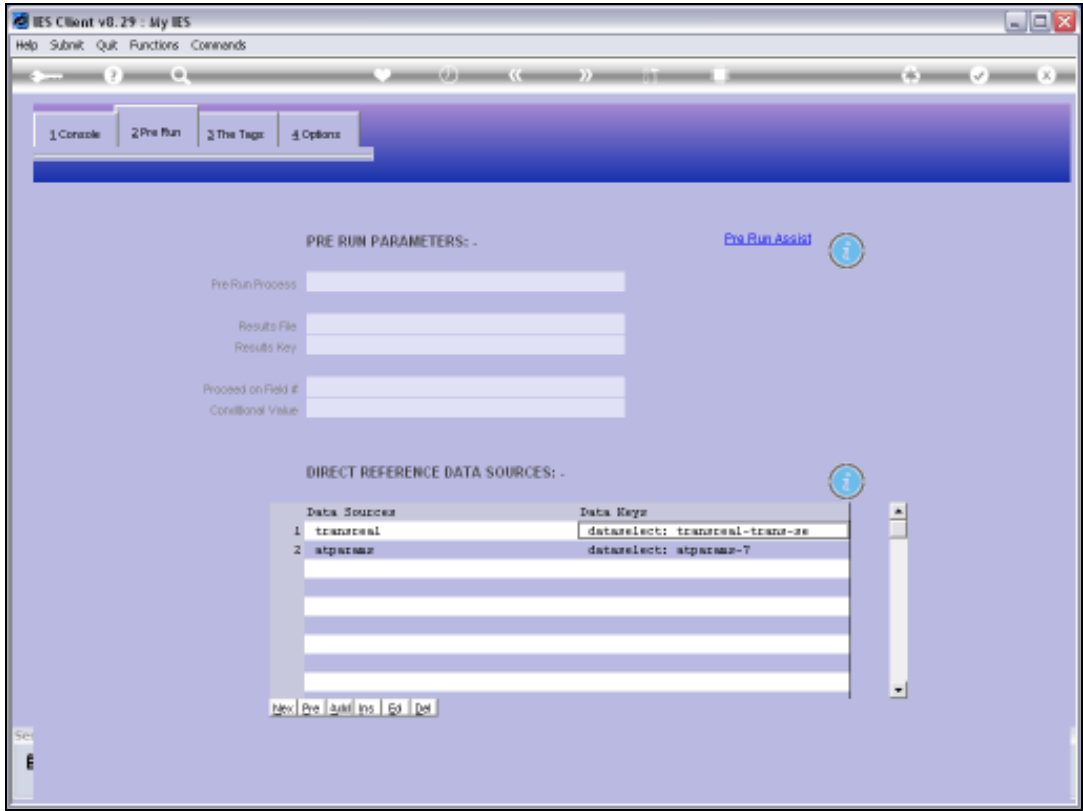 IES Client v8.29 : My IES
Help Submit Quit Functions Commands
1 Console 2 Pre Run 3 The Tags 4 Options
PRE RUN PARAMETERS: -
Pre Run Assist
Pre Run Process
Results File
Results Key
Proceed on Field #
Conditional Value
DIRECT REFERENCE DATA SOURCES: -
Data Sources Data Keys
1 transreal dataselect: transreal-trans-se
2 atparams dataselect: atparams-7
Nex Pre Add Ins Ed Del